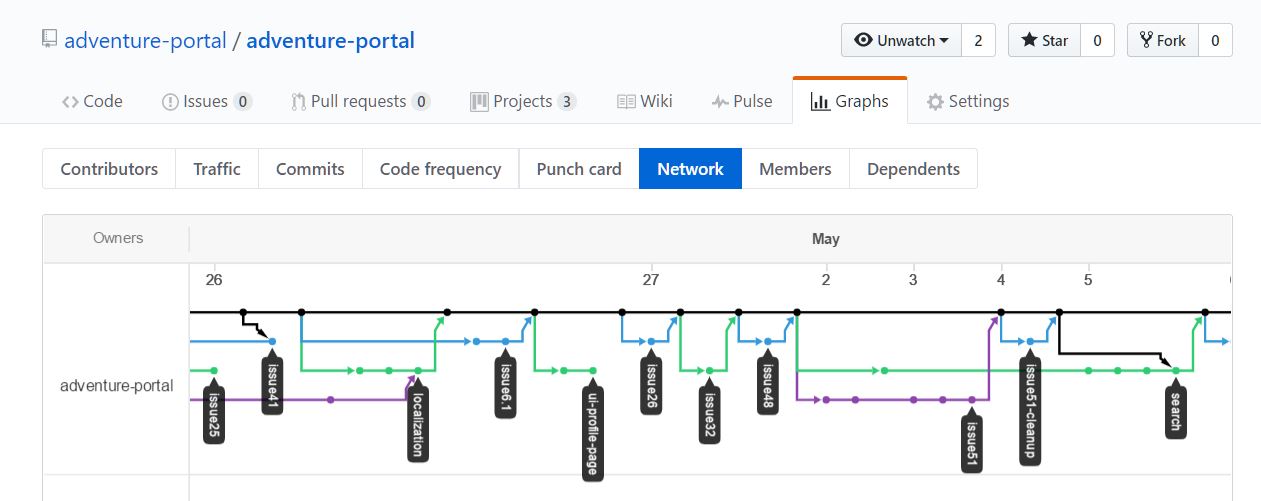 adventure-portal / adventure-portal
Unwatch 2 Star 0 Fork 0
Code Issues 0 Pull requests 0 Projects 3 Wiki Pulse Graphs Settings
Contributors Traffic Commits Code frequency Punch card Network Members Dependents
Owners May
26 27 2 3 4 5
adventure-portal
issue25
issue41
localization
issue6.1
ui-profile-page
issue26
issue32
issue48
issue51
issue51-cleanup
search